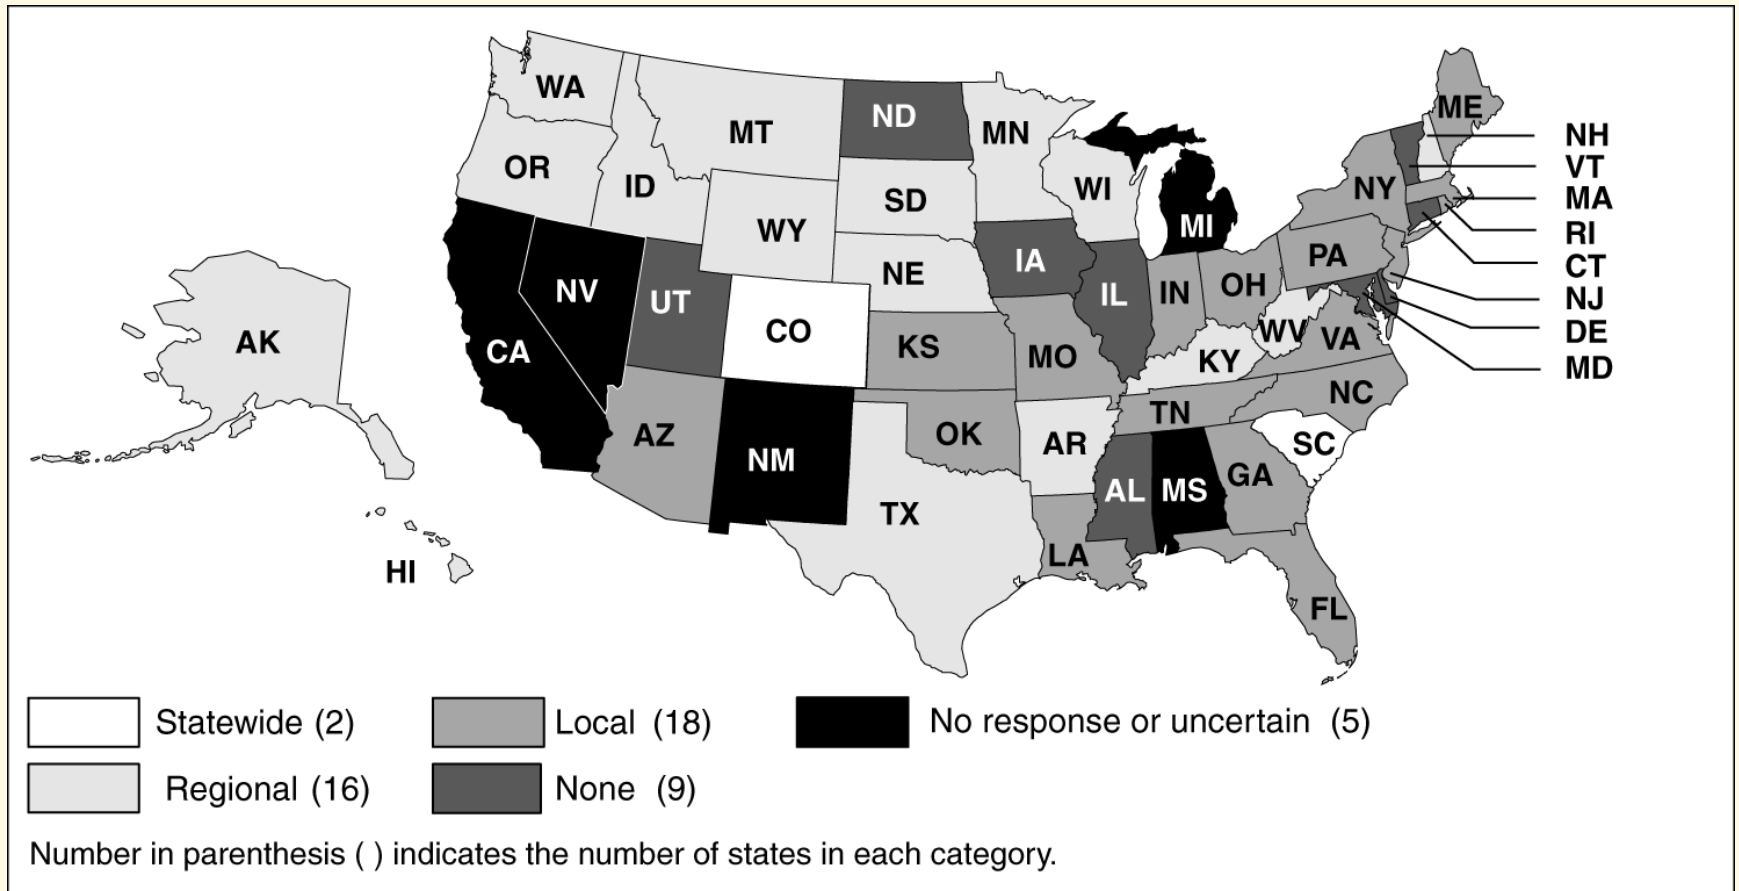 WA
ME
ND
MT
MN
NH
OR
VT
ID
WI
NY
MA
SD
MI
WY
RI
PA
CT
IA
NE
OH
NJ
NV
UT
IL
IN
CO
WV
DE
AK
VA
KS
CA
MO
KY
MD
NC
TN
AZ
OK
AR
SC
NM
GA
AL
MS
TX
LA
HI
FL
Statewide (2)
Local (18)
No response or uncertain (5)
Regional (16)
None (9)
Number in parenthesis ( ) indicates the number of states in each category.